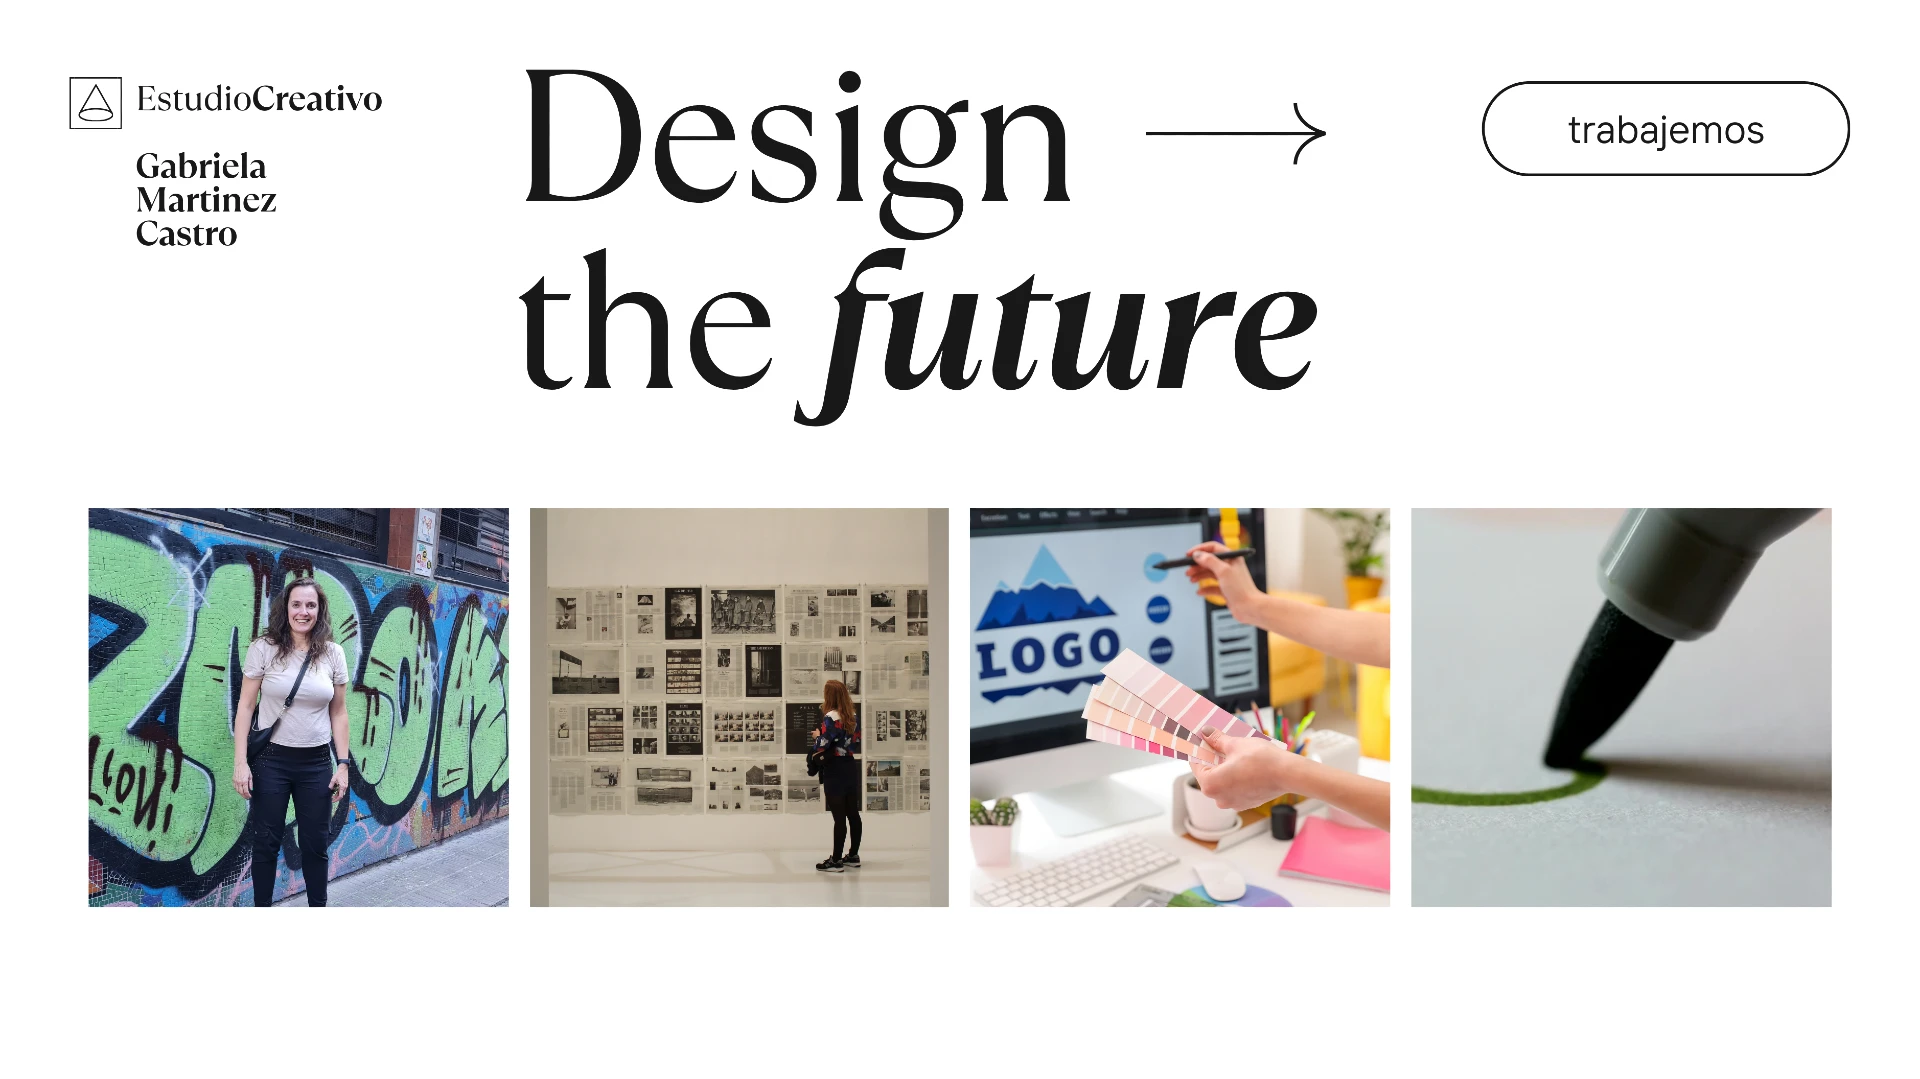 EstudioCreativo
Gabriela
Martinez
Castro
Design
the future
trabajemos
LOGO